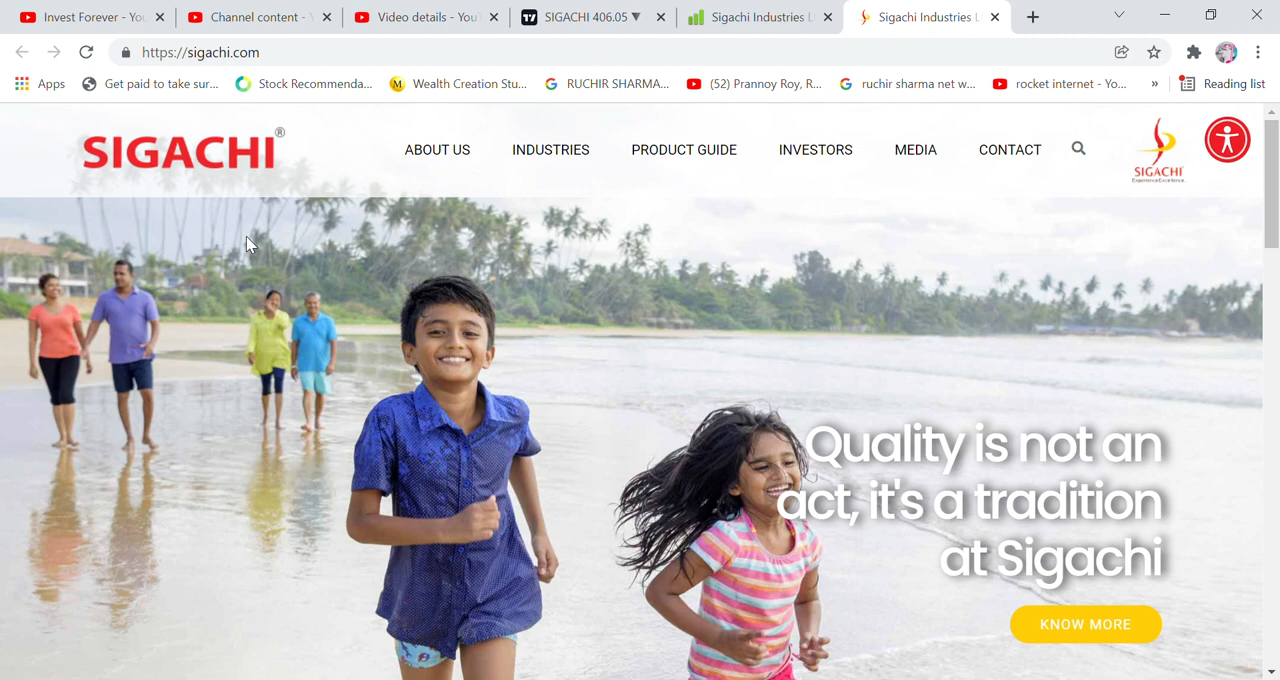 Invest Forever - You
Channel content - Y
Video details - YouT
SIGACHI 406.05 ▼
Sigachi Industries L
Sigachi Industries L
https://sigachi.com
Apps
Get paid to take sur...
Stock Recommenda...
Wealth Creation Stu...
RUCHIR SHARMA...
(52) Prannoy Roy, R...
ruchir sharma net w...
rocket internet - Yo...
»
Reading list
SIGACHI®
ABOUT US
INDUSTRIES
PRODUCT GUIDE
INVESTORS
MEDIA
CONTACT
SIGACHI
Experience Excellence...
Quality is not an
act, it's a tradition
at Sigachi
KNOW MORE